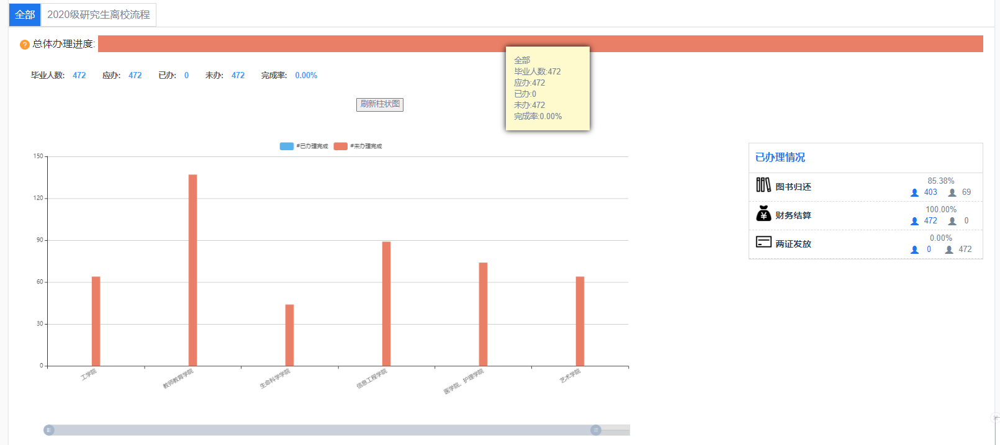 全部 2020级研究生离校流程
? 总体办理进度:
全部
毕业人数:472
应办:472
已办:0
未办:472
完成率:0.00%
毕业人数: 472 应办: 472 已办: 0 未办: 472 完成率: 0.00%
刷新柱状图
#已办理完成 #未办理完成
150
120
90
60
30
0
工学院 教师教育学院 生命科学学院 信息工程学院 医学院、护理学院 艺术学院
已办理情况
图书归还 85.38%
403 69
财务结算 100.00%
472 0
两证发放 0.00%
0 472